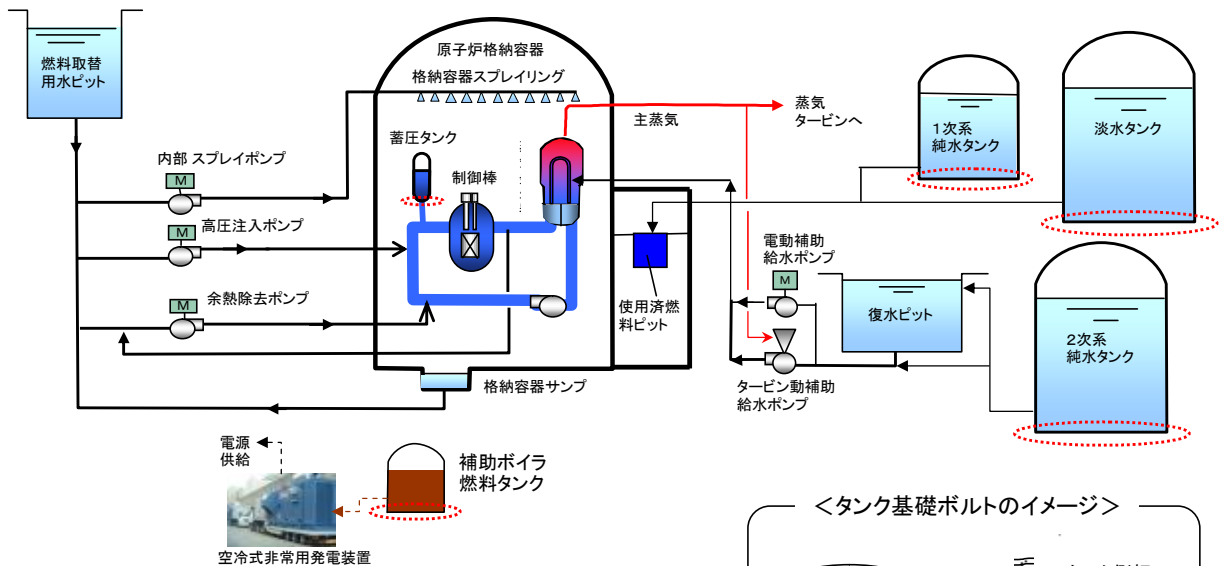 燃料取替
用水ピット
原子炉格納容器
格納容器スプレイリング
蓄圧タンク
制御棒
内部 スプレイポンプ
M
高圧注入ポンプ
M
余熱除去ポンプ
M
主蒸気
蒸気
タービンへ
1次系
純水タンク
淡水タンク
電動補助
給水ポンプ
M
使用済燃
料ピット
復水ピット
2次系
純水タンク
タービン動補助
給水ポンプ
格納容器サンプ
電源
供給
補助ボイラ
燃料タンク
空冷式非常用発電装置
＜タンク基礎ボルトのイメージ＞